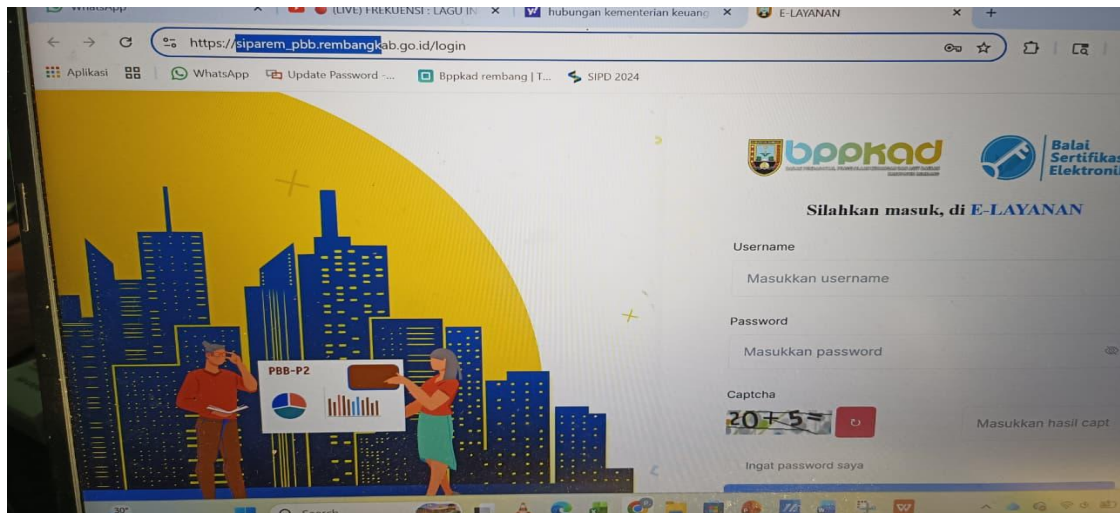 WhatsApp
(LIVE) FREKUENSI : LAGU IN
hubungan kementerian keuang
E-LAYANAN
https://siparem_pbb.rembangkab.go.id/login
Aplikasi
WhatsApp
Update Password -...
Bppkad rembang | T...
SIPD 2024
bppkad
Balai
Sertifikas
Elektroni
Silahkan masuk, di E-LAYANAN
Username
Masukkan username
Password
Masukkan password
PBB-P2
Captcha
20+5=
Masukkan hasil capt
Ingat password saya
30°
Search